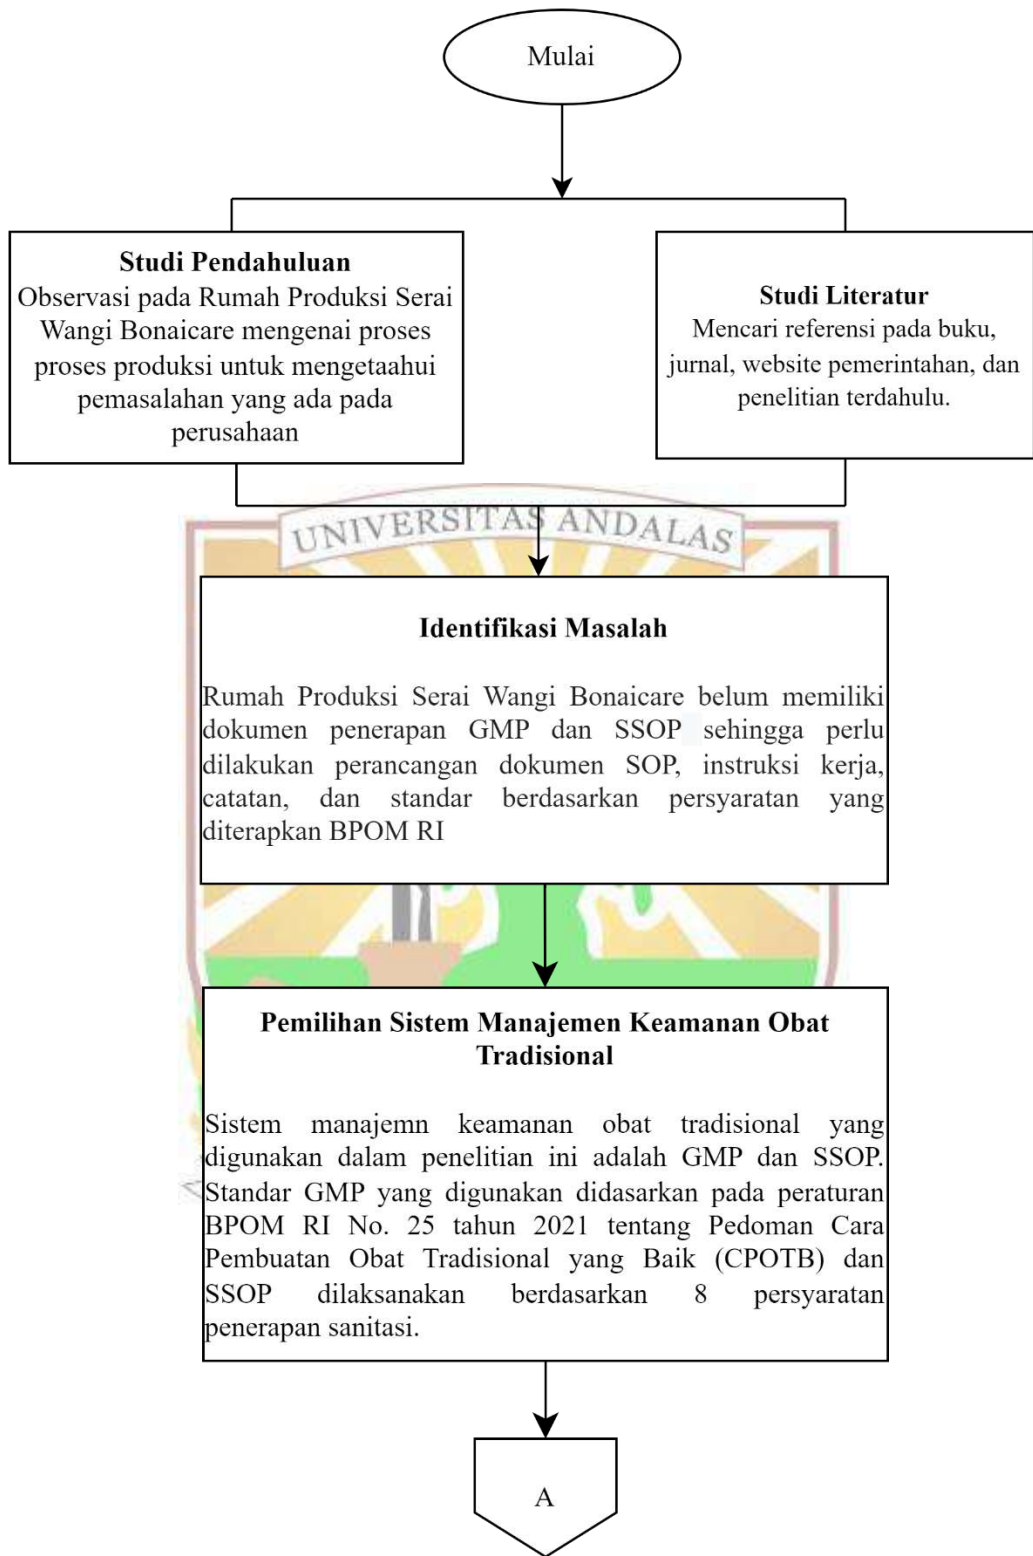 Mulai
Studi Pendahuluan
Observasi pada Rumah Produksi Serai
Wangi Bonaicare mengenai proses
proses produksi untuk mengetaahui
pemasalahan yang ada pada
perusahaan
Studi Literatur
Mencari referensi pada buku,
jurnal, website pemerintahan, dan
penelitian terdahulu.
UNIVERSITAS ANDALAS
Identifikasi Masalah
Rumah Produksi Serai Wangi Bonaicare belum memiliki
dokumen penerapan GMP dan SSOP sehingga perlu
dilakukan perancangan dokumen SOP, instruksi kerja,
catatan, dan standar berdasarkan persyaratan yang
diterapkan BPOM RI
Pemilihan Sistem Manajemen Keamanan Obat
Tradisional
Sistem manajemn keamanan obat tradisional yang
digunakan dalam penelitian ini adalah GMP dan SSOP.
Standar GMP yang digunakan didasarkan pada peraturan
BPOM RI No. 25 tahun 2021 tentang Pedoman Cara
Pembuatan Obat Tradisional yang Baik (CPOTB) dan
SSOP dilaksanakan berdasarkan 8 persyaratan
penerapan sanitasi.
A